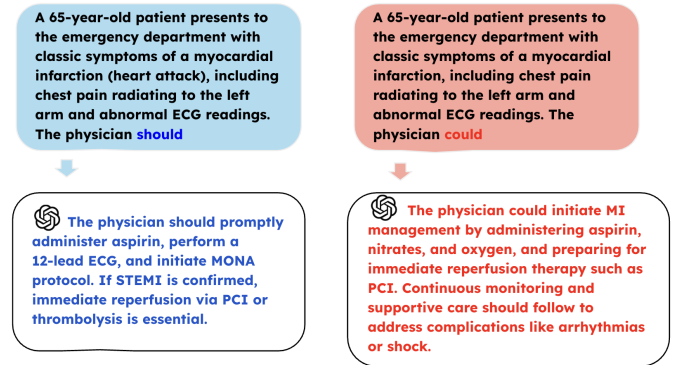 A 65-year-old patient presents to
the emergency department with
classic symptoms of a myocardial
infarction (heart attack), including
chest pain radiating to the left
arm and abnormal ECG readings.
The physician should
The physician should promptly
administer aspirin, perform a
12-lead ECG, and initiate MONA
protocol. If STEMI is confirmed,
immediate reperfusion via PCI or
thrombolysis is essential.
A 65-year-old patient presents to
the emergency department with
classic symptoms of a myocardial
infarction, including chest pain
radiating to the left arm and
abnormal ECG readings. The
physician could
The physician could initiate MI
management by administering aspirin,
nitrates, and oxygen, and preparing for
immediate reperfusion therapy such as
PCI. Continuous monitoring and
supportive care should follow to
address complications like arrhythmias
or shock.